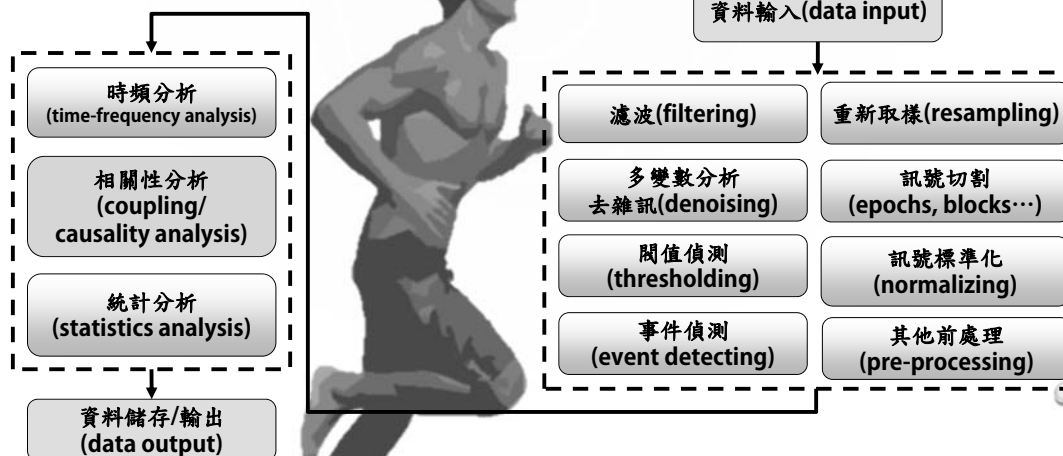 資料輸入(data input)
濾波(filtering)
重新取樣(resampling)
多變數分析
去雜訊(denoising)
訊號切割
(epochs, blocks…)
閥值偵測
(thresholding)
訊號標準化
(normalizing)
事件偵測
(event detecting)
其他前處理
(pre-processing)
時頻分析
(time-frequency analysis)
相關性分析
(coupling/
causality analysis)
統計分析
(statistics analysis)
資料儲存/輸出
(data output)